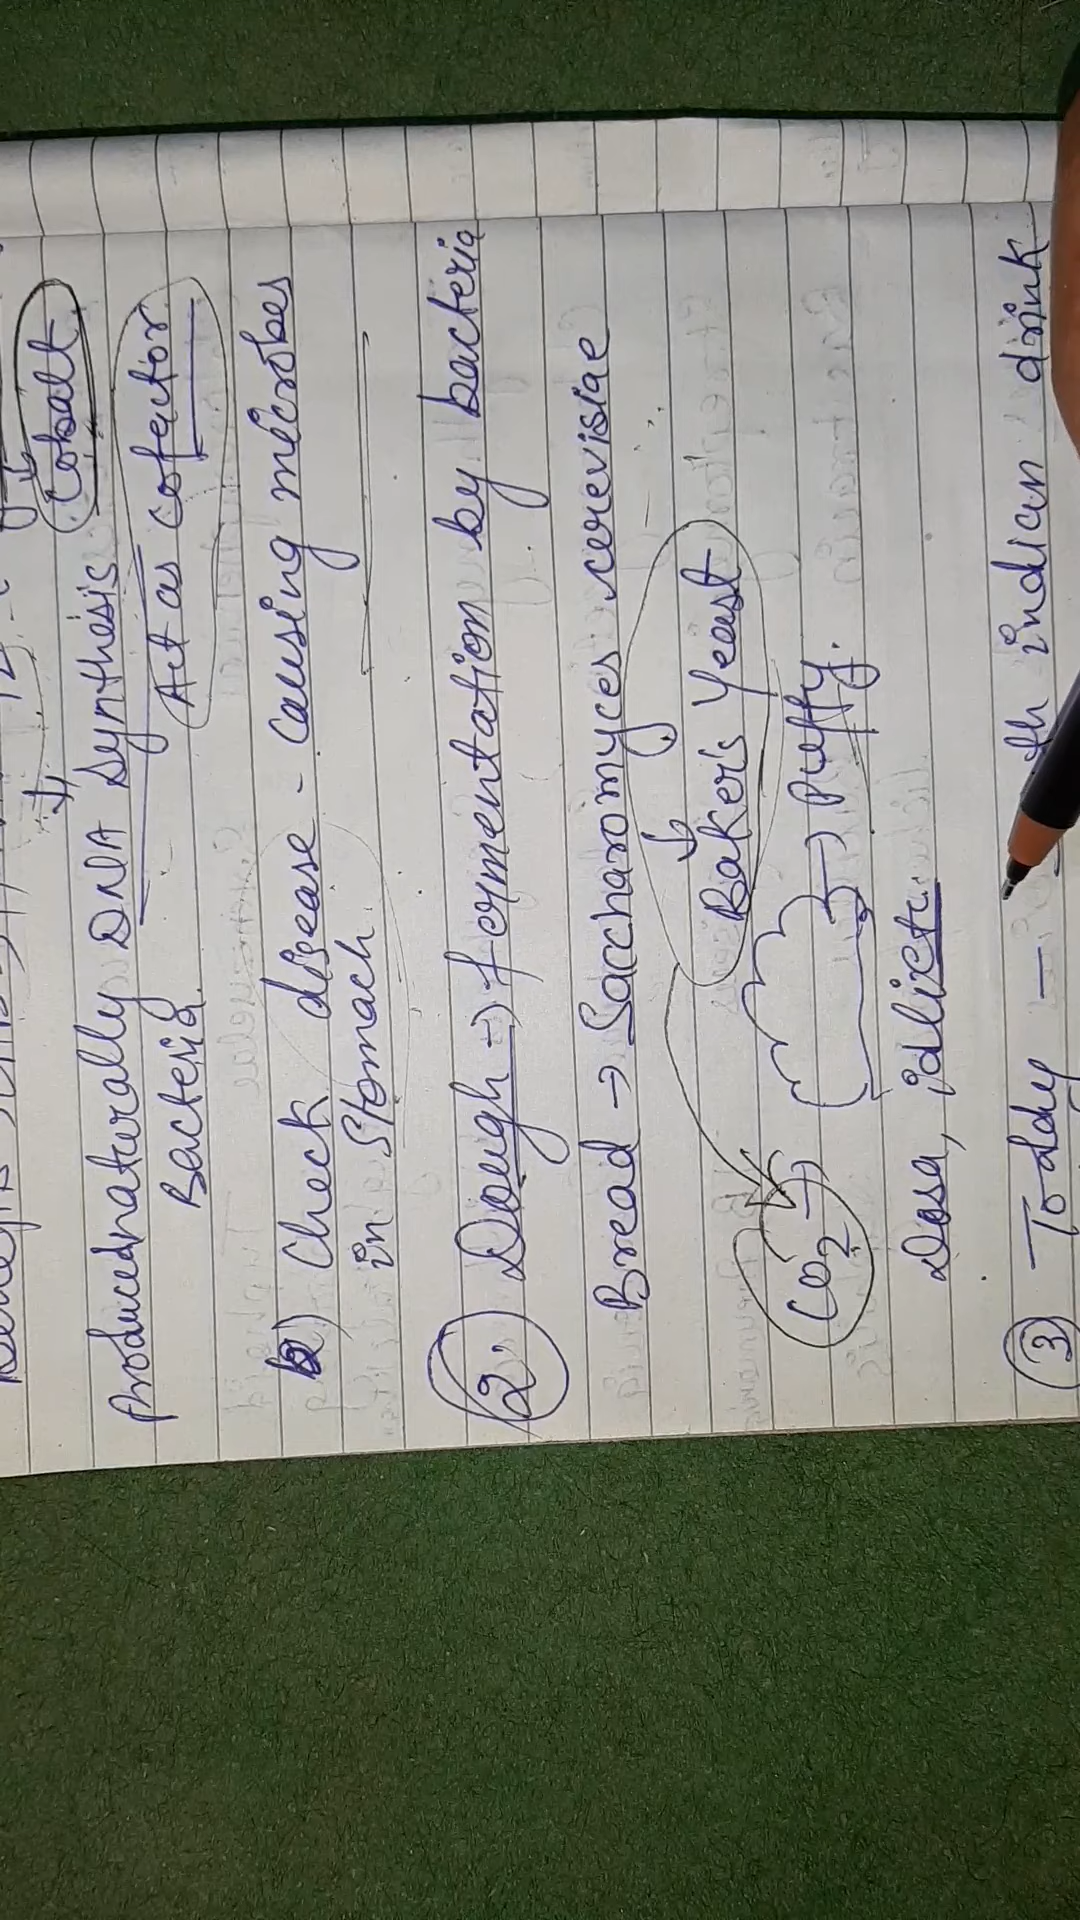 Cobalt
Produced naturally DNA synthesis
Bacteria
Act as cofactor
2) Check disease - causing microbes
in stomach
2. Dough → fermentation by bacteria
Bread → Saccharomyces cerevisiae
Baker's Yeast
CO2 → → Puffy.
Dosa, idli etc.
3 Toddy - indian drink